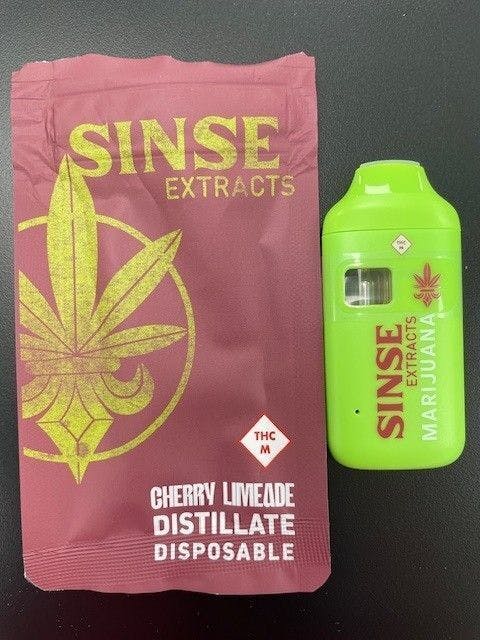 SINSE
EXTRACTS
THC
M
CHERRY LIMEADE
DISTILLATE
DISPOSABLE
THC
M
SINSE
EXTRACTS
MARIJUANA